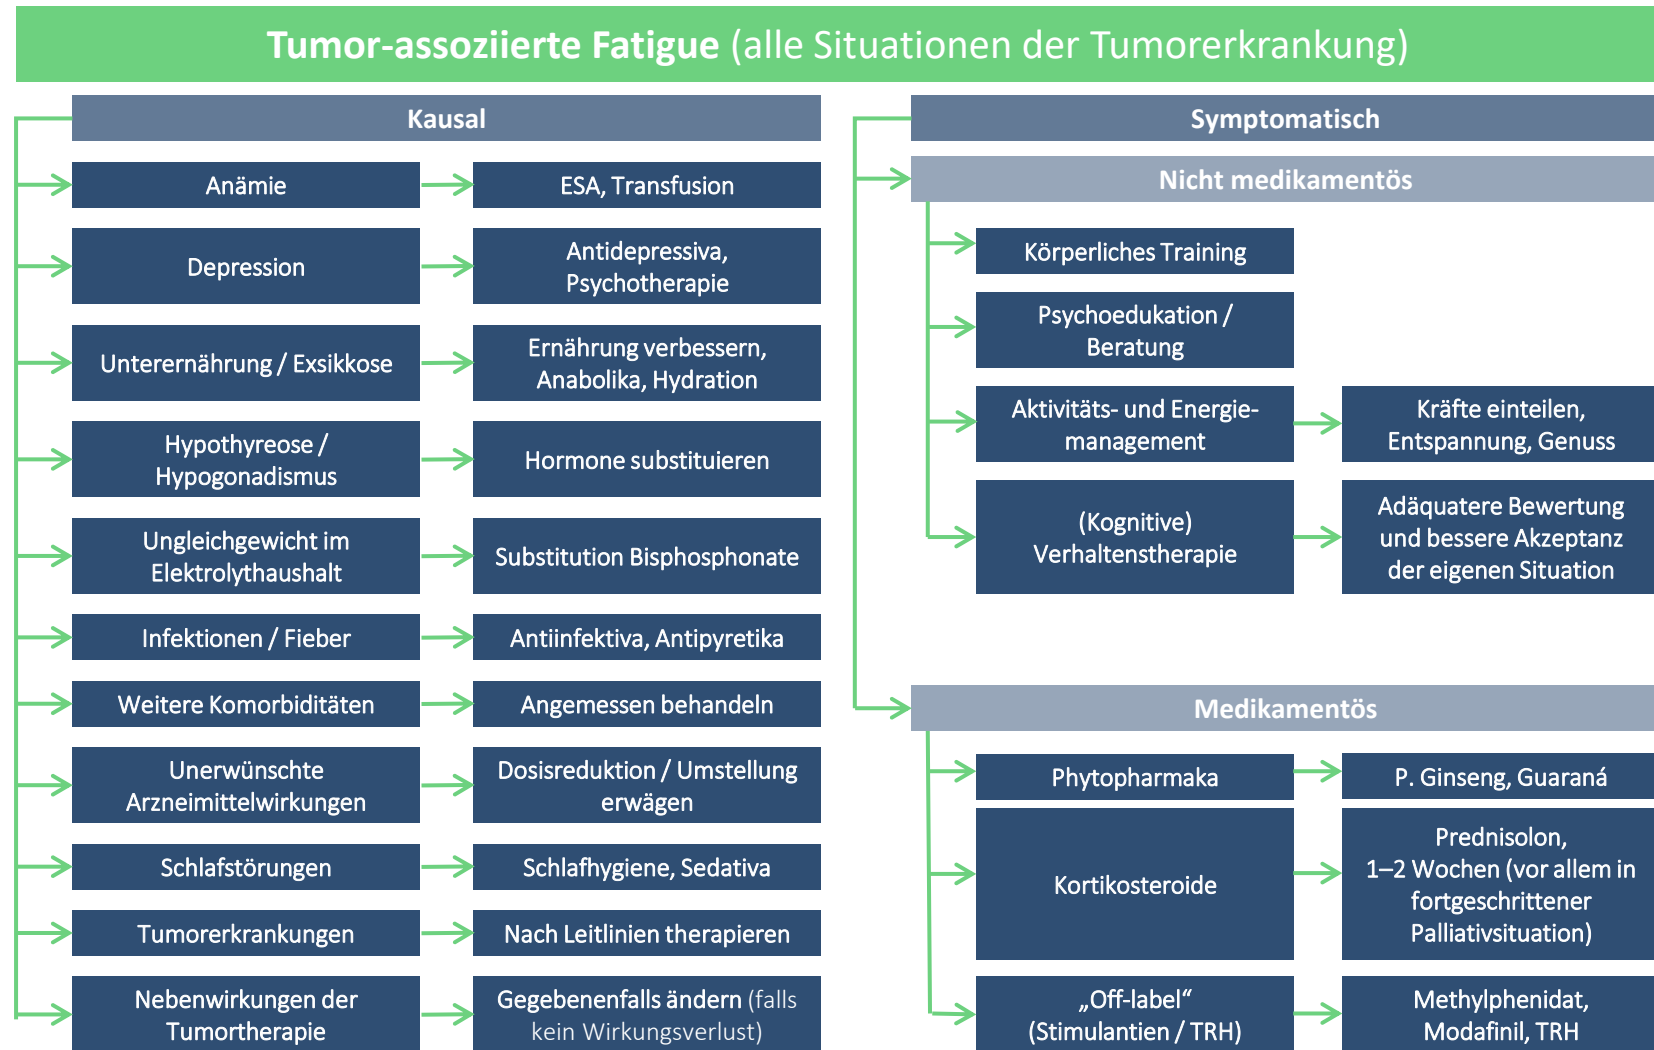 Tumor-assoziierte Fatigue (alle Situationen der Tumorerkrankung)
Kausal
Anämie
ESA, Transfusion
Depression
Antidepressiva,
Psychotherapie
Unterernährung / Exsikkose
Ernährung verbessern,
Anabolika, Hydration
Hypothyreose /
Hypogonadismus
Hormone substituieren
Ungleichgewicht im
Elektrolythaushalt
Substitution Bisphosphonate
Infektionen / Fieber
Antiinfektiva, Antipyretika
Weitere Komorbiditäten
Angemessen behandeln
Unerwünschte
Arzneimittelwirkungen
Dosisreduktion / Umstellung
erwägen
Schlafstörungen
Schlafhygiene, Sedativa
Tumorerkrankungen
Nach Leitlinien therapieren
Nebenwirkungen der
Tumortherapie
Gegebenenfalls ändern (falls
kein Wirkungsverlust)
Symptomatisch
Nicht medikamentös
Körperliches Training
Psychoedukation /
Beratung
Aktivitäts- und Energie-
management
Kräfte einteilen,
Entspannung, Genuss
(Kognitive)
Verhaltenstherapie
Adäquatere Bewertung
und bessere Akzeptanz
der eigenen Situation
Medikamentös
Phytopharmaka
P. Ginseng, Guaraná
Kortikosteroide
Prednisolon,
1–2 Wochen (vor allem in
fortgeschrittener
Palliativsituation)
„Off-label“
(Stimulantien / TRH)
Methylphenidat,
Modafinil, TRH